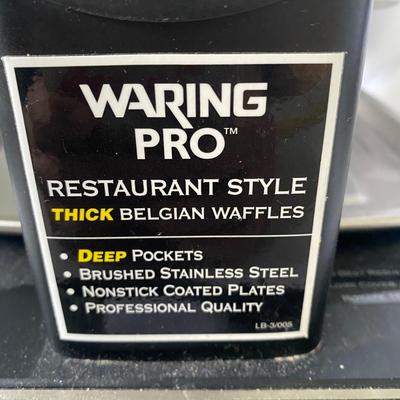 WARING
PRO™
RESTAURANT STYLE
THICK BELGIAN WAFFLES
• DEEP POCKETS
• BRUSHED STAINLESS STEEL
• NONSTICK COATED PLATES
• PROFESSIONAL QUALITY
LB-3/005